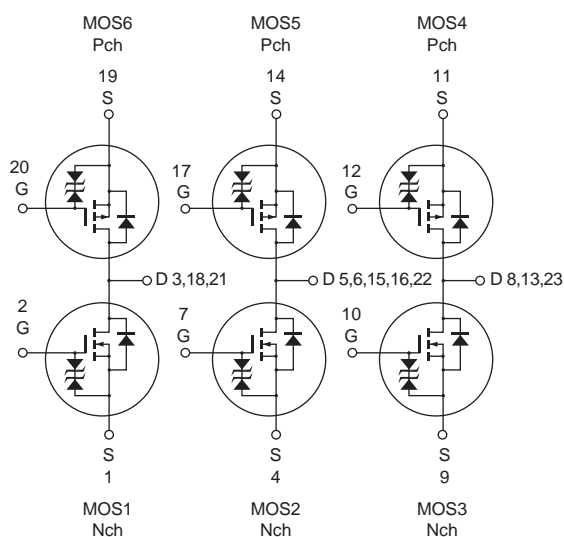 MOS6 MOS5 MOS4
Pch Pch Pch
19 14 11
S S S
20 17 12
G G G
D 3,18,21 D 5,6,15,16,22 D 8,13,23
2 7 10
G G G
S S S
1 4 9
MOS1 MOS2 MOS3
Nch Nch Nch